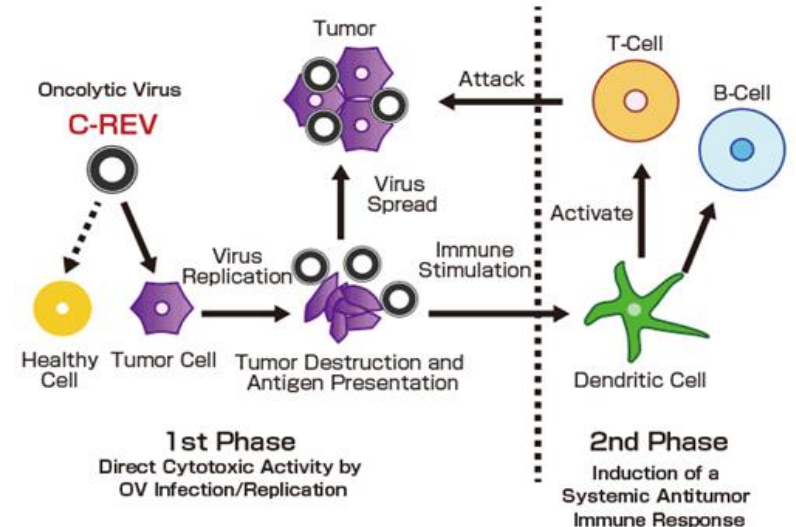 Tumor
T-Cell
Attack
B-Cell
Oncolytic Virus
C-REV
Virus
Spread
Activate
Virus
Replication
Immune
Stimulation
Healthy
Cell
Tumor Cell
Tumor Destruction and
Antigen Presentation
Dendritic Cell
1st Phase
Direct Cytotoxic Activity by
OV Infection/Replication
2nd Phase
Induction of a
Systemic Antitumor
Immune Response